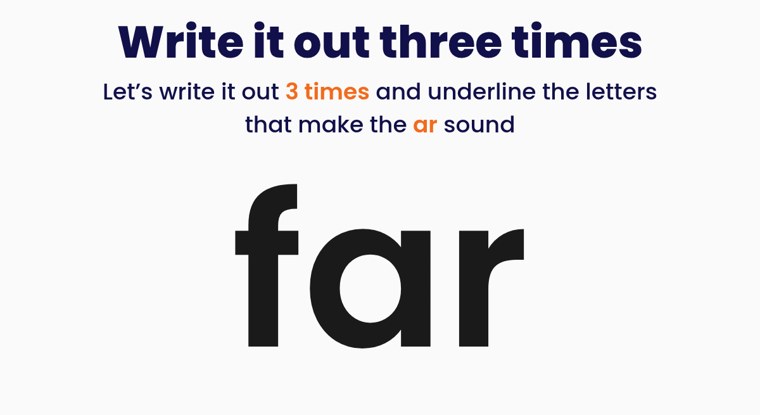 Write it out three times
Let’s write it out 3 times and underline the letters
that make the ar sound
far